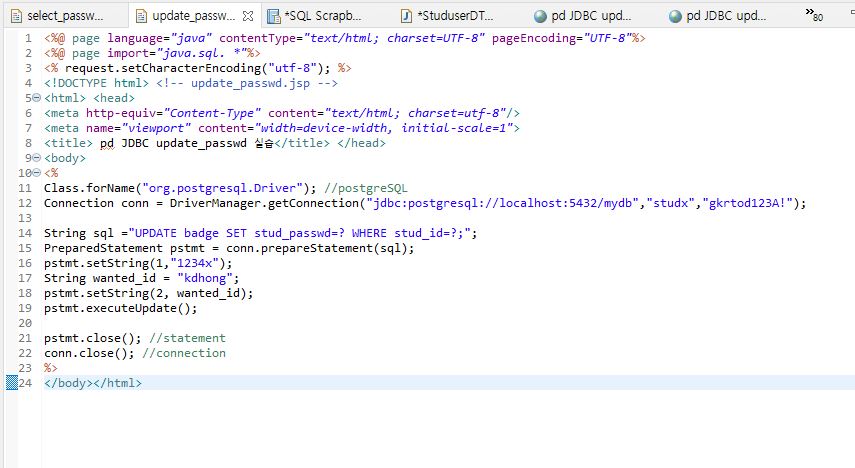 select_passw...
update_passw...
*SQL Scrapb...
*StuduserDT...
pd JDBC upd...
pd JDBC upd...
80
1 <%@ page language="java" contentType="text/html; charset=UTF-8" pageEncoding="UTF-8"%>
2 <%@ page import="java.sql. *"%>
3 <% request.setCharacterEncoding("utf-8"); %>
4 <!DOCTYPE html> <!-- update_passwd.jsp -->
5 <html> <head>
6 <meta http-equiv="Content-Type" content="text/html; charset=utf-8"/>
7 <meta name="viewport" content="width=device-width, initial-scale=1">
8 <title> pd JDBC update_passwd 실습</title> </head>
9 <body>
10 <%
11 Class.forName("org.postgresql.Driver"); //postgreSQL
12 Connection conn = DriverManager.getConnection("jdbc:postgresql://localhost:5432/mydb","studx","gkrtod123A!");
13
14 String sql ="UPDATE badge SET stud_passwd=? WHERE stud_id=?;";
15 PreparedStatement pstmt = conn.prepareStatement(sql);
16 pstmt.setString(1,"1234x");
17 String wanted_id = "kdhong";
18 pstmt.setString(2, wanted_id);
19 pstmt.executeUpdate();
20
21 pstmt.close(); //statement
22 conn.close(); //connection
23 %>
24 </body></html>